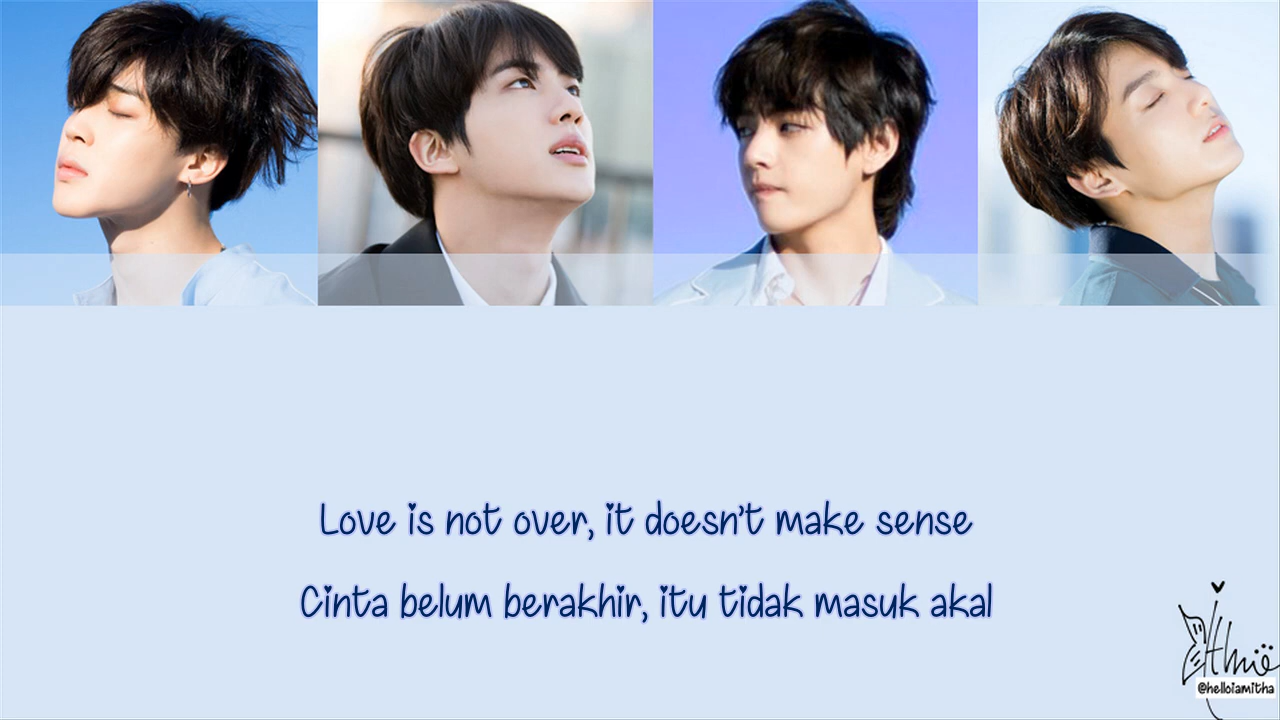 Love is not over, it doesn't make sense
Cinta belum berakhir, itu tidak masuk akal
@helloiamitha